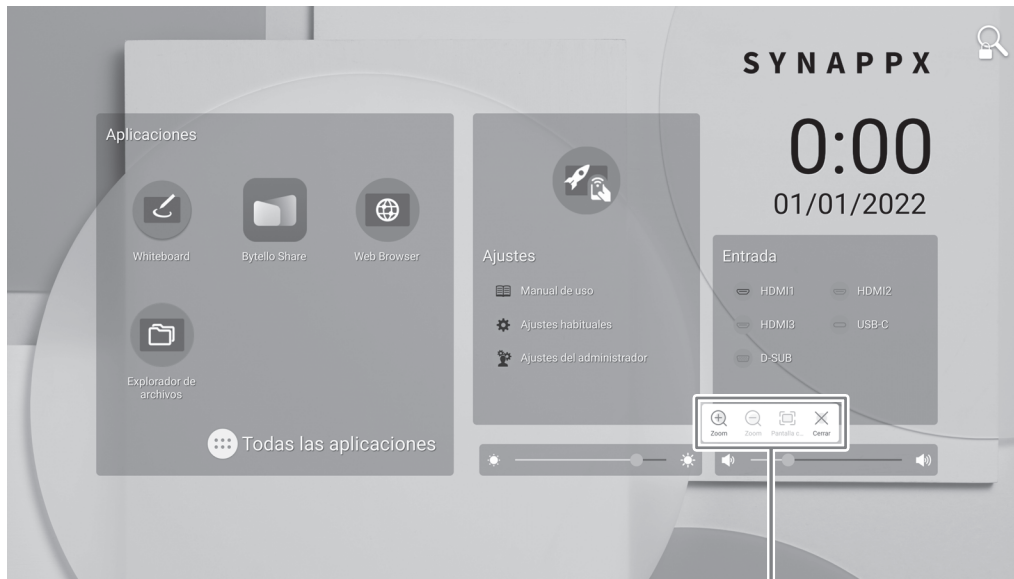 SYNAPPX
0:00
01/01/2022
Aplicaciones
Whiteboard
Bytello Share
Web Browser
Explorador de
archivos
Todas las aplicaciones
Ajustes
Manual de uso
Ajustes habituales
Ajustes del administrador
Entrada
HDMI1
HDMI2
HDMI3
USB-C
D-SUB
Zoom
Zoom
Pantalla c...
Cerrar